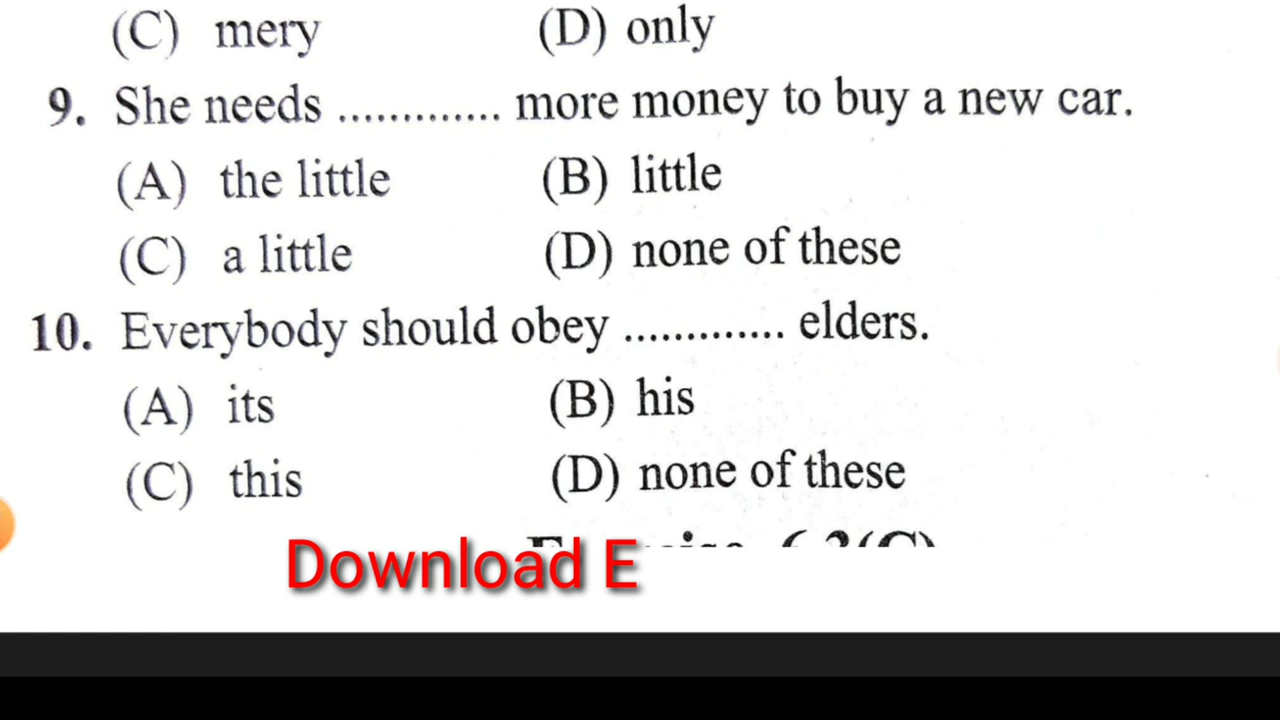 (C) mery (D) only
9. She needs ............. more money to buy a new car.
(A) the little (B) little
(C) a little (D) none of these
10. Everybody should obey ............. elders.
(A) its (B) his
(C) this (D) none of these
Download E